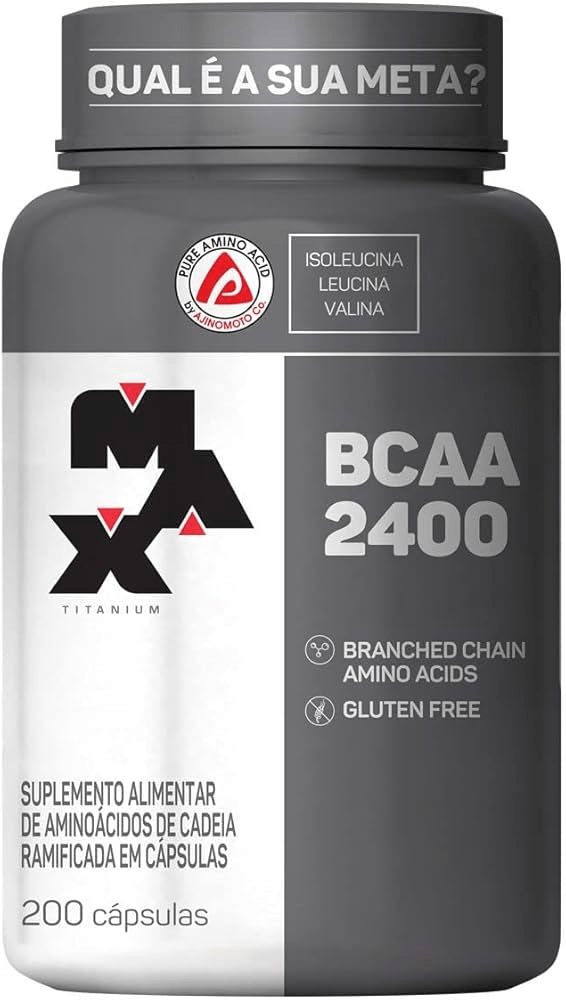 QUAL É A SUA META?
PURE AMINO ACID
by AJINOMOTO Co.
ISOLEUCINA
LEUCINA
VALINA
MAX
TITANIUM
BCAA
2400
BRANCHED CHAIN
AMINO ACIDS
GLUTEN FREE
SUPLEMENTO ALIMENTAR
DE AMINOÁCIDOS DE CADEIA
RAMIFICADA EM CÁPSULAS
200 cápsulas